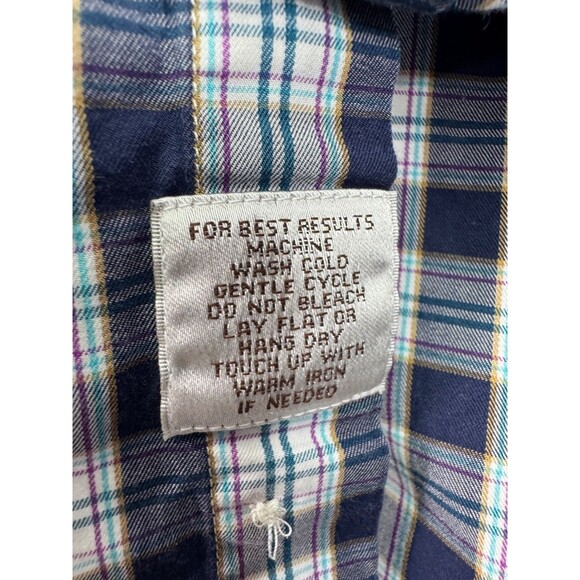 FOR BEST RESULTS
MACHINE
WASH COLD
GENTLE CYCLE
DO NOT BLEACH
LAY FLAT OR
HANG DRY
TOUCH UP WITH
WARM IRON
IF NEEDED